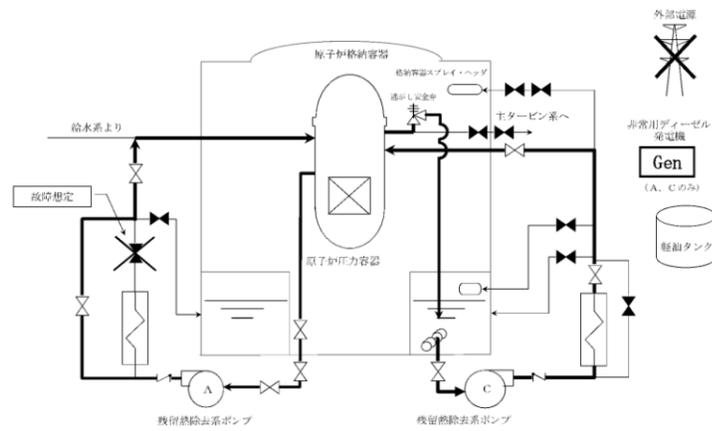 外部電源
原子炉格納容器
格納容器スプレイ・ヘッダ
逃がし安全弁
給水系より
主タービン系へ
非常用ディーゼル
発電機
Gen
(A、Cのみ)
故障想定
軽油タンク
原子炉圧力容器
A
C
残留熱除去系ポンプ
残留熱除去系ポンプ